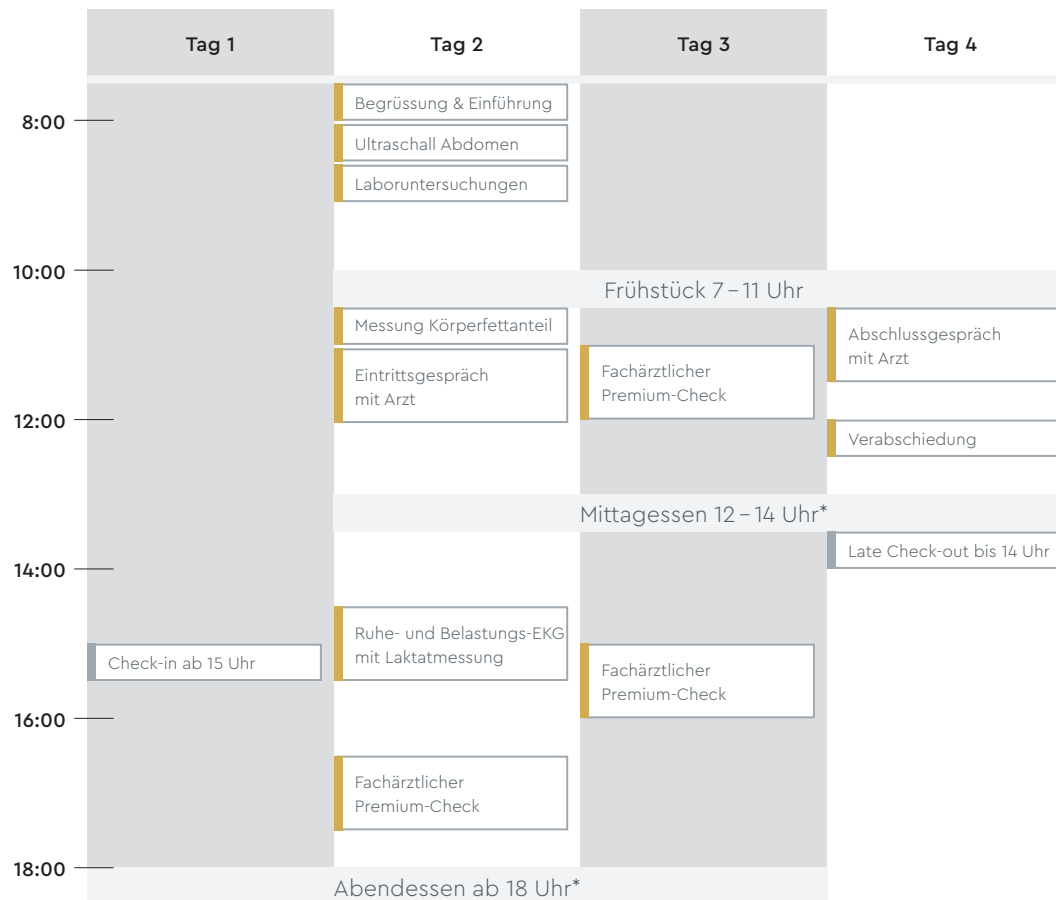 Tag 1
Tag 2
Tag 3
Tag 4
8:00
10:00
12:00
14:00
16:00
18:00
Begrüssung & Einführung
Ultraschall Abdomen
Laboruntersuchungen
Frühstück 7 – 11 Uhr
Messung Körperfettanteil
Eintrittsgespräch
mit Arzt
Fachärztlicher
Premium-Check
Abschlussgespräch
mit Arzt
Verabschiedung
Mittagessen 12 – 14 Uhr*
Late Check-out bis 14 Uhr
Check-in ab 15 Uhr
Ruhe- und Belastungs-EKG
mit Laktatmessung
Fachärztlicher
Premium-Check
Fachärztlicher
Premium-Check
Abendessen ab 18 Uhr*